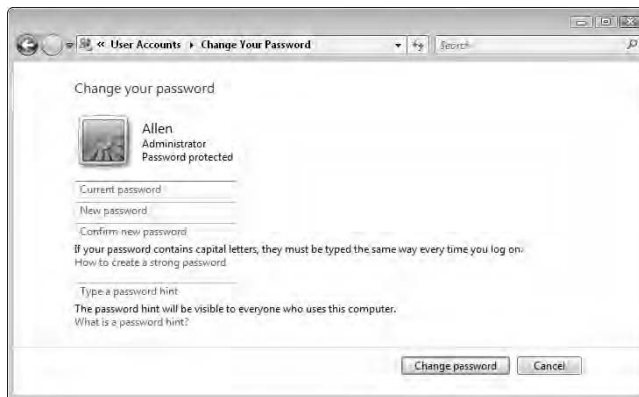 « User Accounts ▸ Change Your Password
Search
Change your password
Allen
Administrator
Password protected
Current password
New password
Confirm new password
If your password contains capital letters, they must be typed the same way every time you log on.
How to create a strong password
Type a password hint
The password hint will be visible to everyone who uses this computer.
What is a password hint?
Change password
Cancel